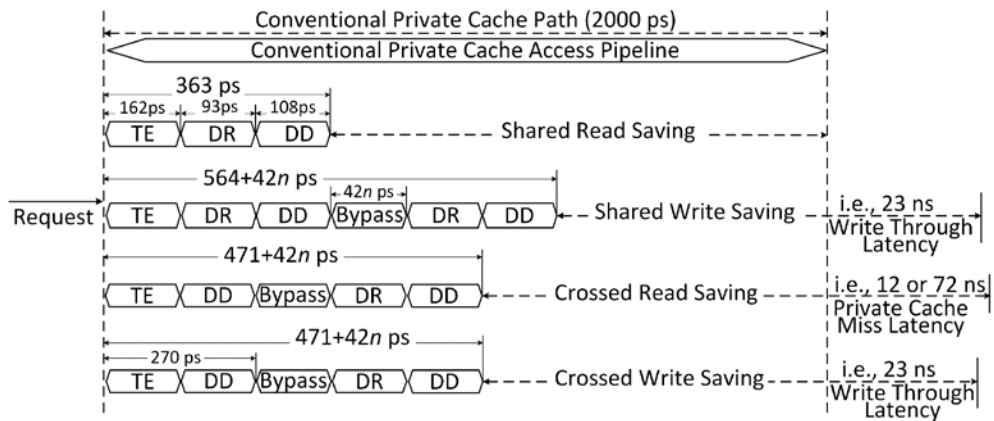 Conventional Private Cache Path (2000 ps)
Conventional Private Cache Access Pipeline
363 ps
162ps 93ps 108ps
TE DR DD Shared Read Saving
564+42n ps
42n ps
Request TE DR DD Bypass DR DD Shared Write Saving i.e., 23 ns
Write Through
Latency
471+42n ps
TE DD Bypass DR DD Crossed Read Saving i.e., 12 or 72 ns
Private Cache
Miss Latency
471+42n ps
270 ps
TE DD Bypass DR DD Crossed Write Saving i.e., 23 ns
Write Through
Latency